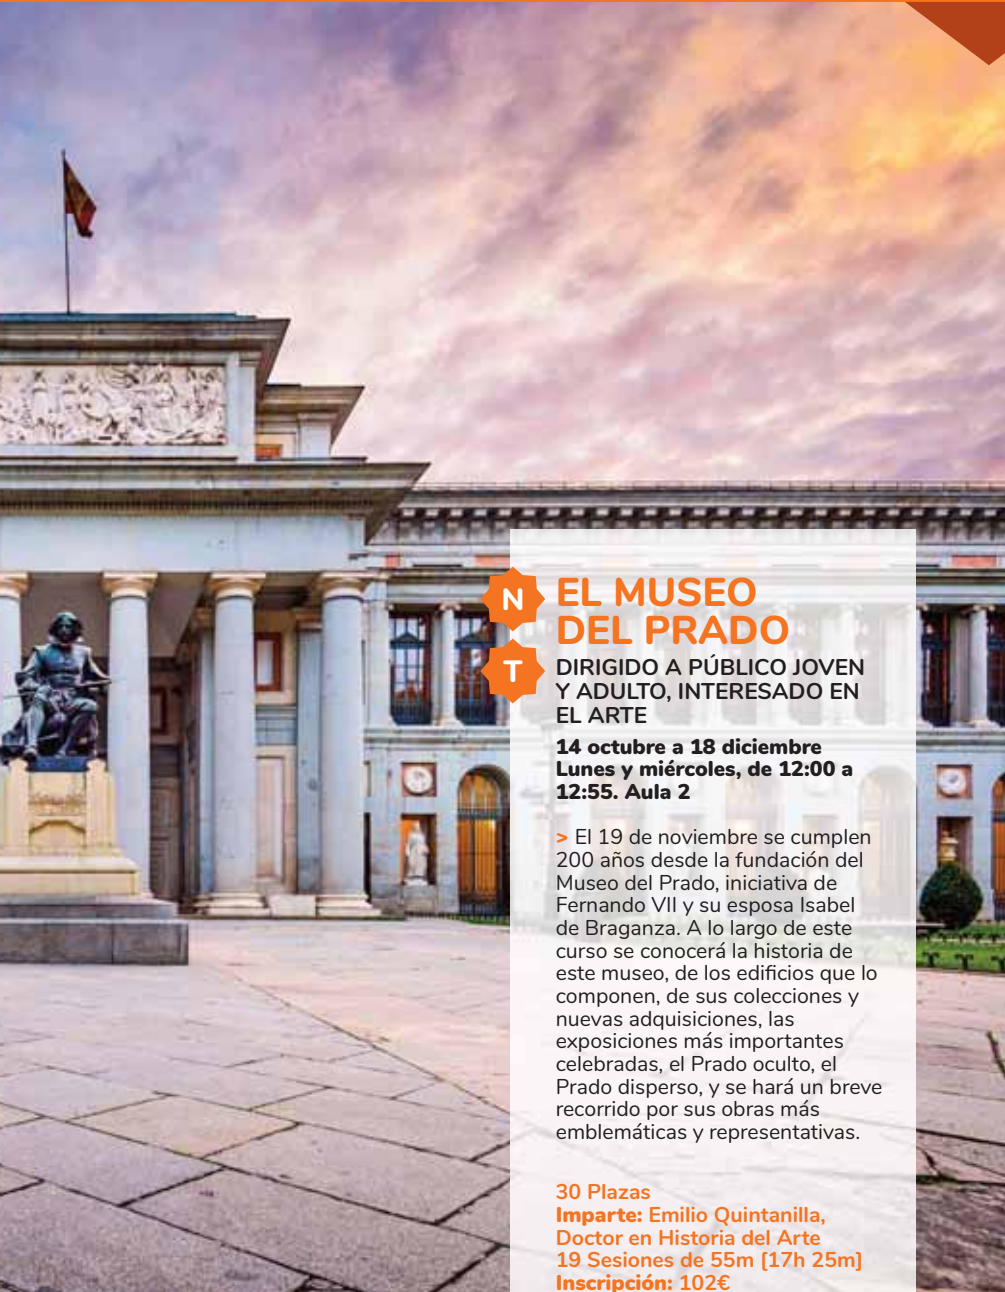 N
EL MUSEO
DEL PRADO
T
DIRIGIDO A PÚBLICO JOVEN
Y ADULTO, INTERESADO EN
EL ARTE
14 octubre a 18 diciembre
Lunes y miércoles, de 12:00 a
12:55. Aula 2
> El 19 de noviembre se cumplen
200 años desde la fundación del
Museo del Prado, iniciativa de
Fernando VII y su esposa Isabel
de Braganza. A lo largo de este
curso se conocerá la historia de
este museo, de los edificios que lo
componen, de sus colecciones y
nuevas adquisiciones, las
exposiciones más importantes
celebradas, el Prado oculto, el
Prado disperso, y se hará un breve
recorrido por sus obras más
emblemáticas y representativas.
30 Plazas
Imparte: Emilio Quintanilla,
Doctor en Historia del Arte
19 Sesiones de 55m [17h 25m]
Inscripción: 102€